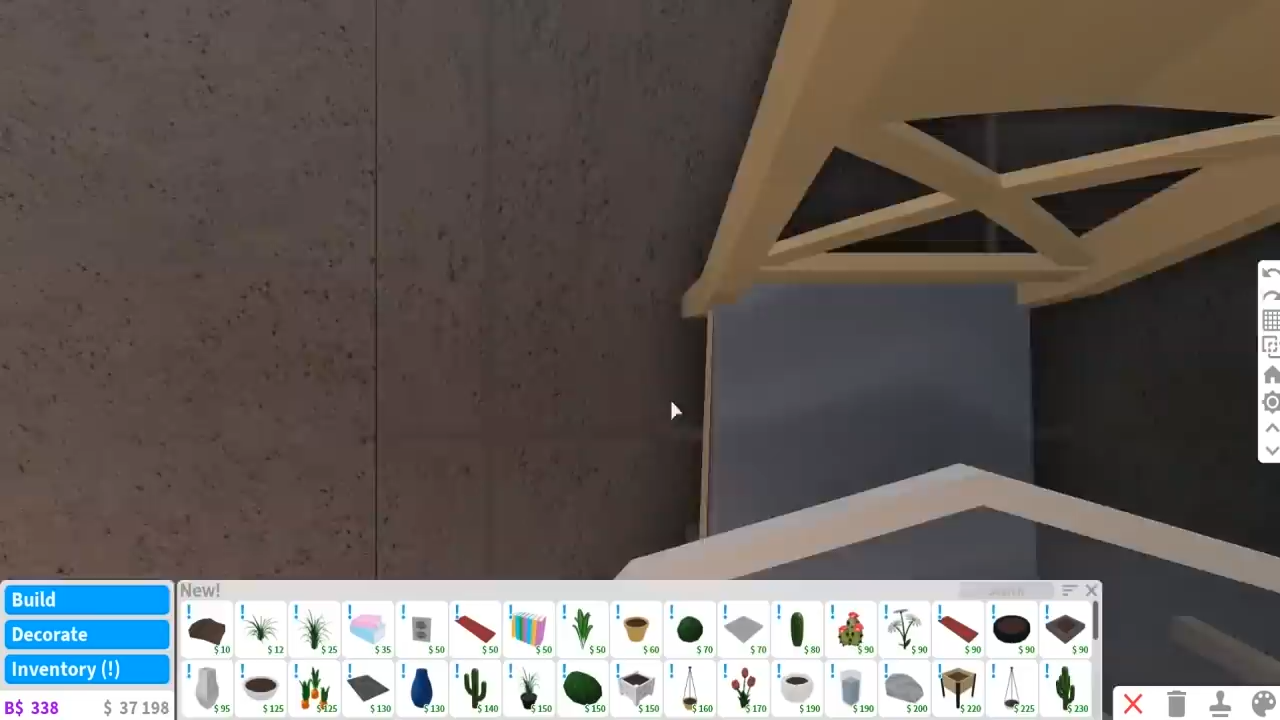 New!
Search
Build
Decorate
Inventory (!)
B$ 338 $ 37 198
! ! ! ! ! ! ! ! ! ! ! ! ! ! ! ! !
$10 $12 $25 $35 $50 $50 $50 $50 $60 $70 $70 $80 $90 $90 $90 $90 $90
! ! ! ! ! ! ! ! ! ! ! ! ! ! ! ! !
$95 $125 $125 $130 $130 $140 $150 $150 $150 $160 $170 $190 $190 $200 $220 $225 $230